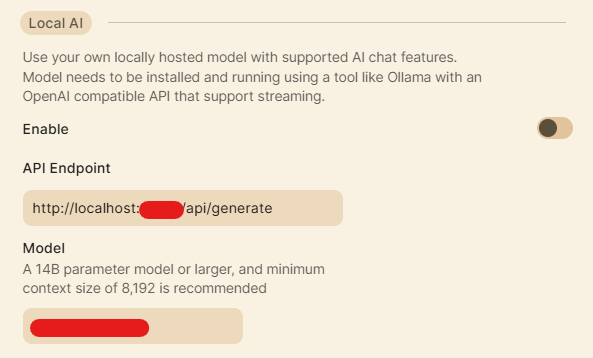 Local AI
Use your own locally hosted model with supported AI chat features.
Model needs to be installed and running using a tool like Ollama with an
OpenAI compatible API that support streaming.
Enable
API Endpoint
http://localhost: /api/generate
Model
A 14B parameter model or larger, and minimum
context size of 8,192 is recommended